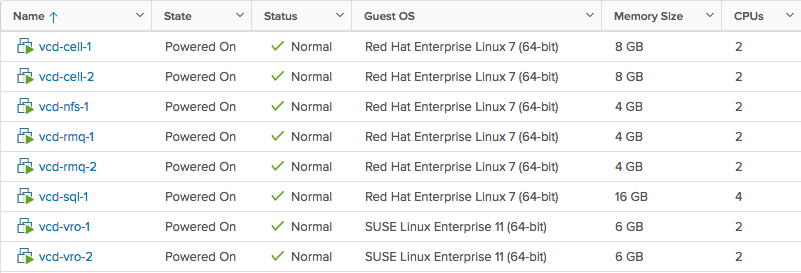 Name State Status Guest OS Memory Size CPUs
vcd-cell-1 Powered On Normal Red Hat Enterprise Linux 7 (64-bit) 8 GB 2
vcd-cell-2 Powered On Normal Red Hat Enterprise Linux 7 (64-bit) 8 GB 2
vcd-nfs-1 Powered On Normal Red Hat Enterprise Linux 7 (64-bit) 4 GB 2
vcd-rmq-1 Powered On Normal Red Hat Enterprise Linux 7 (64-bit) 4 GB 2
vcd-rmq-2 Powered On Normal Red Hat Enterprise Linux 7 (64-bit) 4 GB 2
vcd-sql-1 Powered On Normal Red Hat Enterprise Linux 7 (64-bit) 16 GB 4
vcd-vro-1 Powered On Normal SUSE Linux Enterprise 11 (64-bit) 6 GB 2
vcd-vro-2 Powered On Normal SUSE Linux Enterprise 11 (64-bit) 6 GB 2